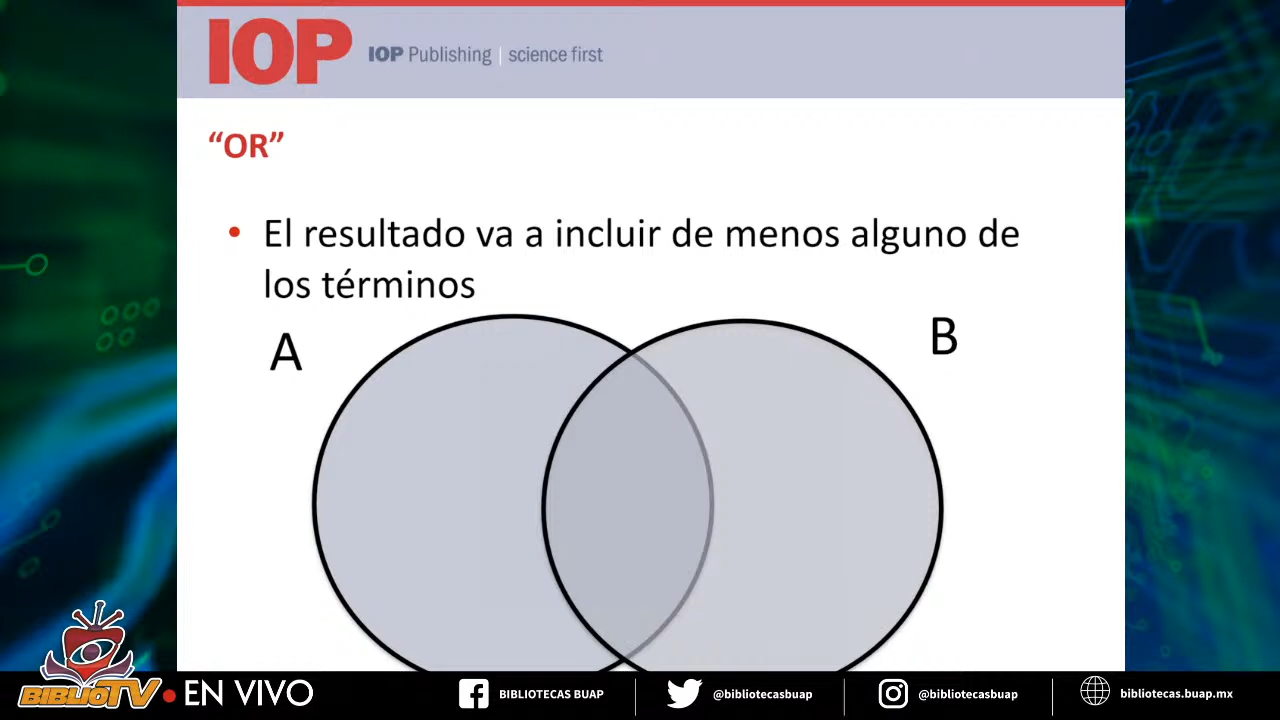 IOP
IOP Publishing | science first
“OR”
• El resultado va a incluir de menos alguno de
los términos
A
B
BIBLIOTV
EN VIVO
BIBLIOTECAS BUAP
@bibliotecasbuap
@bibliotecasbuap
bibliotecas.buap.mx